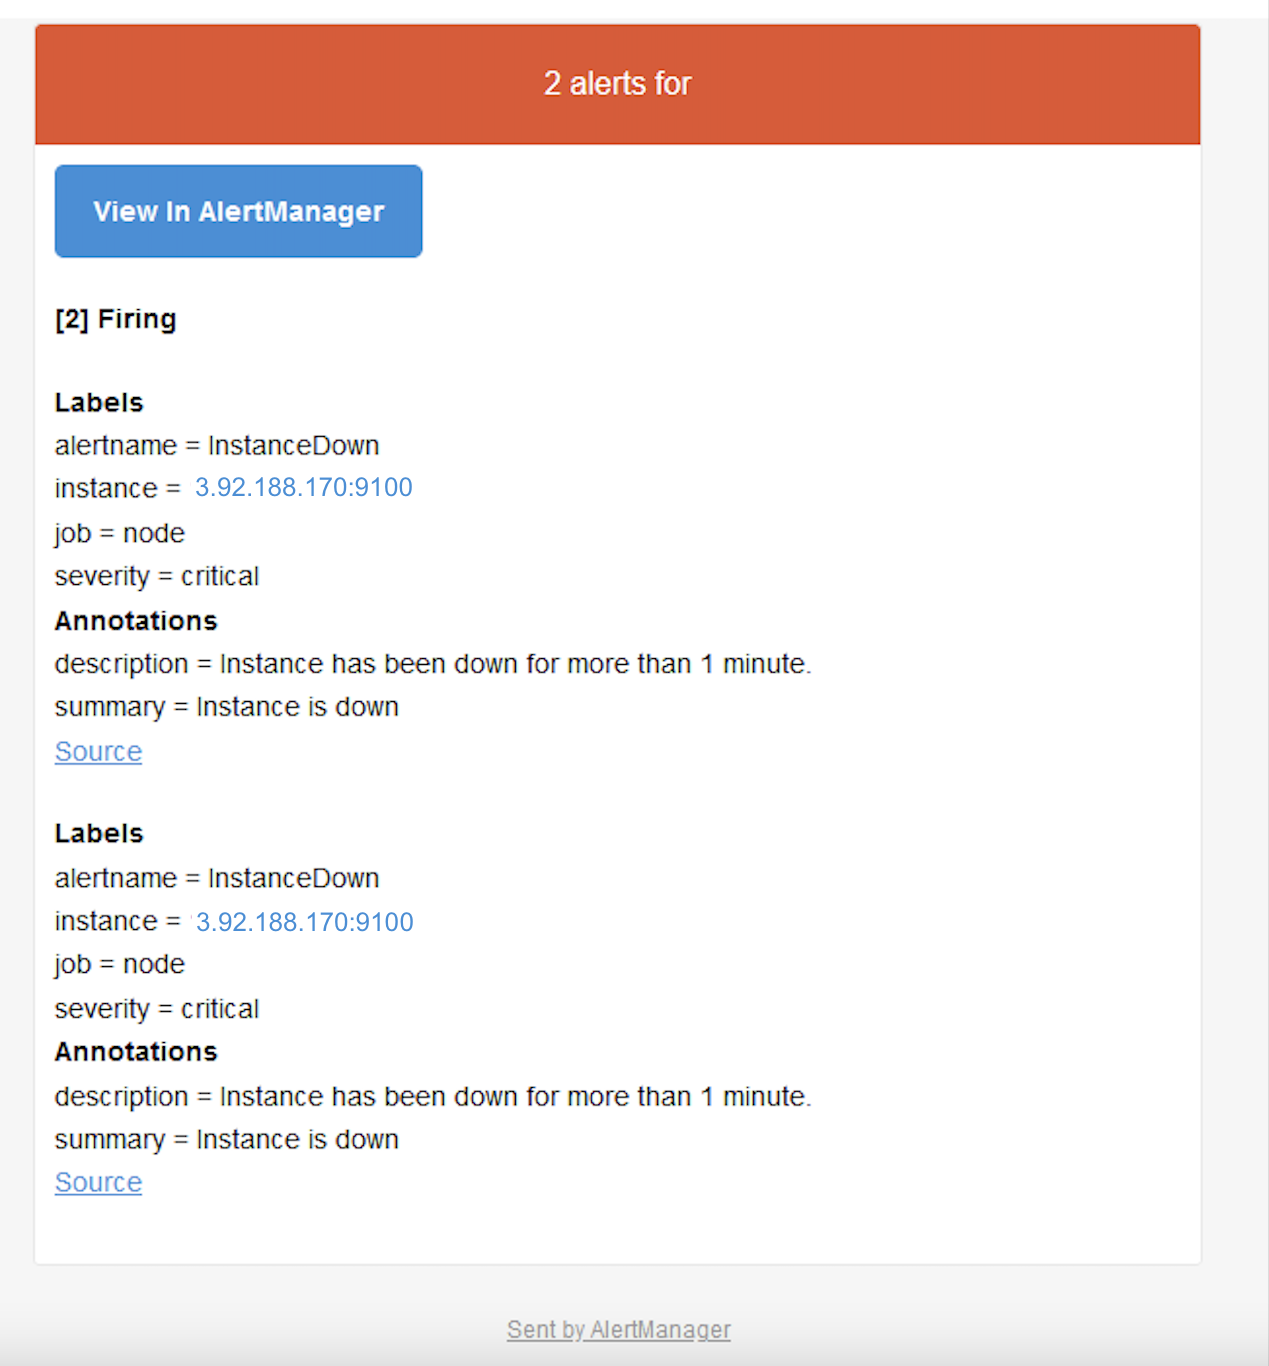 2 alerts for
View In AlertManager
[2] Firing
Labels
alertname = InstanceDown
instance = 3.92.188.170:9100
job = node
severity = critical
Annotations
description = Instance has been down for more than 1 minute.
summary = Instance is down
Source
Labels
alertname = InstanceDown
instance = 3.92.188.170:9100
job = node
severity = critical
Annotations
description = Instance has been down for more than 1 minute.
summary = Instance is down
Source
Sent by AlertManager